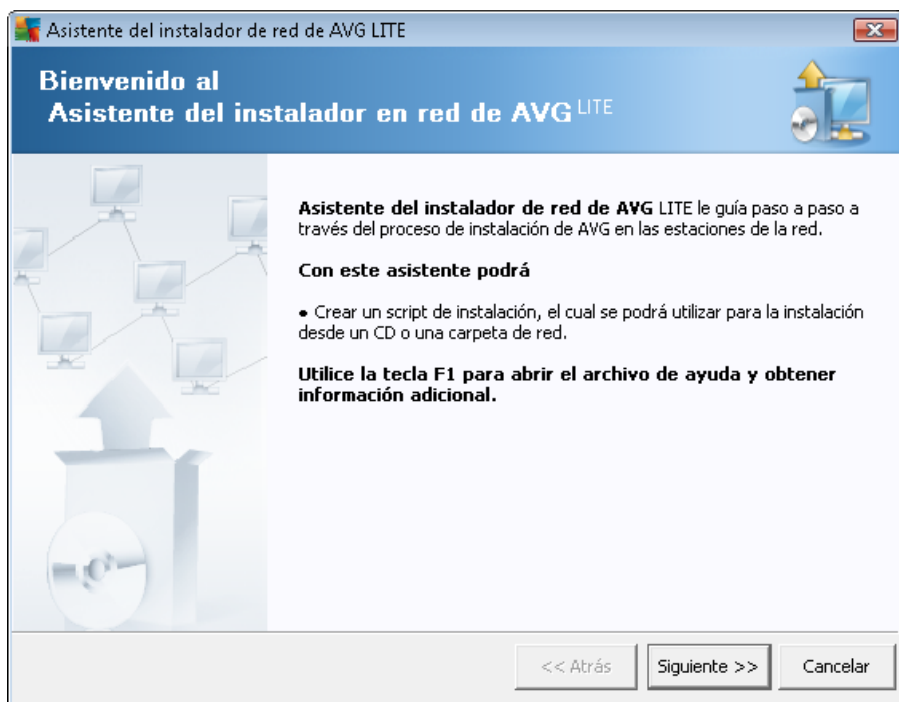 Asistente del instalador de red de AVG LITE
Bienvenido al
Asistente del instalador en red de AVG LITE
Asistente del instalador de red de AVG LITE le guía paso a paso a
través del proceso de instalación de AVG en las estaciones de la red.
Con este asistente podrá
• Crear un script de instalación, el cual se podrá utilizar para la instalación
desde un CD o una carpeta de red.
Utilice la tecla F1 para abrir el archivo de ayuda y obtener
información adicional.
<< Atrás
Siguiente >>
Cancelar